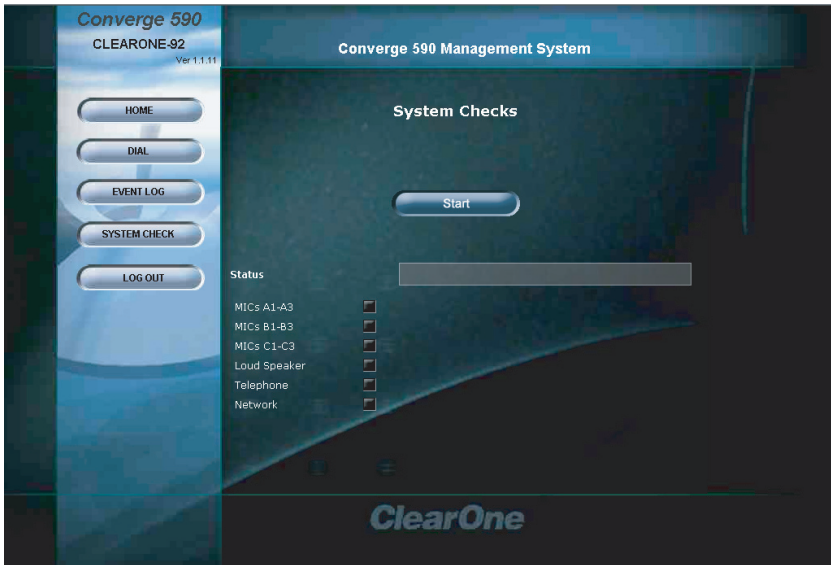 Converge 590
CLEARONE-92
Ver 1.1.11
Converge 590 Management System
HOME
DIAL
EVENT LOG
SYSTEM CHECK
LOG OUT
System Checks
Start
Status
MICs A1-A3
MICs B1-B3
MICs C1-C3
Loud Speaker
Telephone
Network
ClearOne